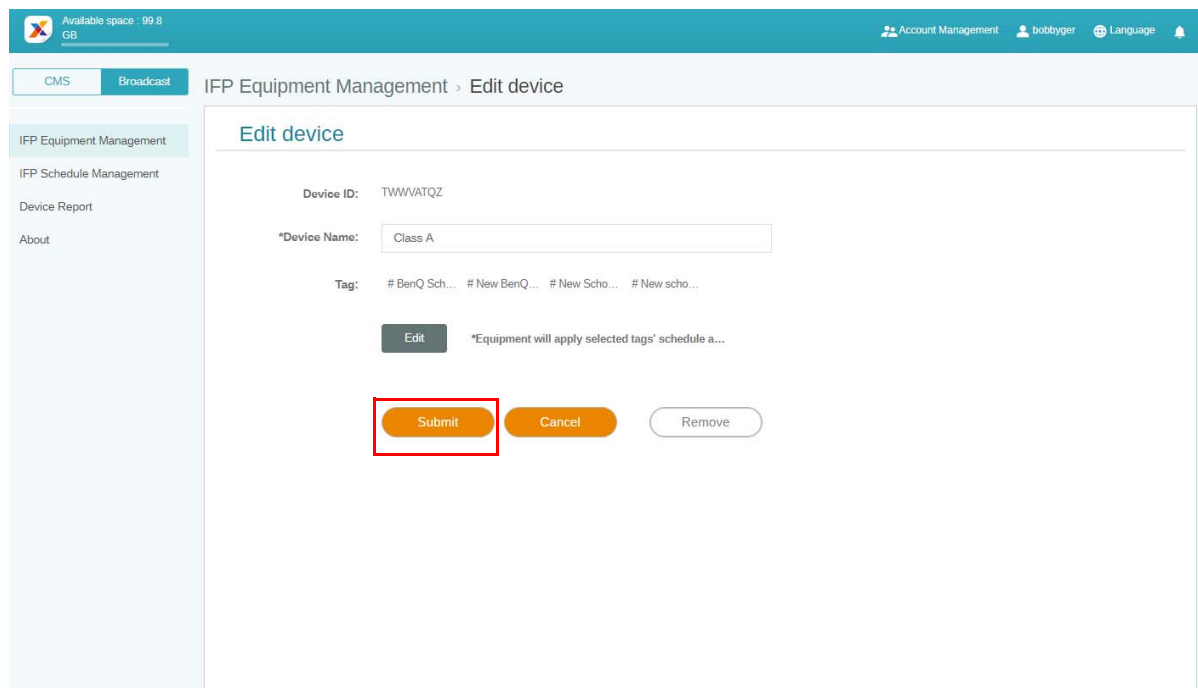 Available space : 99.8
GB
Account Management bobbyger Language
CMS Broadcast
IFP Equipment Management › Edit device
IFP Equipment Management
IFP Schedule Management
Device Report
About
Edit device
Device ID: TWWVATQZ
*Device Name: Class A
Tag: # BenQ Sch... # New BenQ... # New Scho... # New scho...
Edit *Equipment will apply selected tags' schedule a...
Submit Cancel Remove